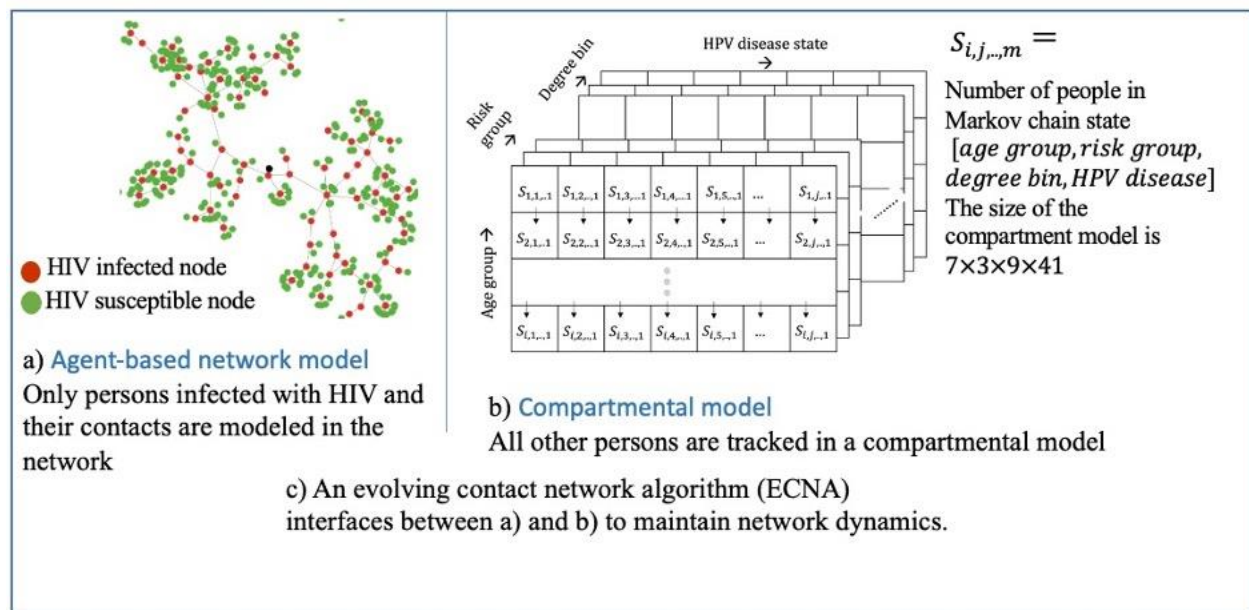 HIV infected node
HIV susceptible node
a) Agent-based network model
Only persons infected with HIV and
their contacts are modeled in the
network
HPV disease state
→
Degree bin
→
Risk
group
→
Age group →
S₁,₁,..,₁ S₁,₂,..,₁ S₁,₃,..,₁ S₁,₄,..,₁ S₁,₅,..,₁ ... S₁,ⱼ,..,₁
S₂,₁,..,₁ S₂,₂,..,₁ S₂,₃,..,₁ S₂,₄,..,₁ S₂,₅,..,₁ ... S₂,ⱼ,..,₁
Sᵢ,₁,..,₁ Sᵢ,₂,..,₁ Sᵢ,₃,..,₁ Sᵢ,₄,..,₁ Sᵢ,₅,..,₁ ... Sᵢ,ⱼ,..,₁
Sᵢ,ⱼ,..,ₘ =
Number of people in
Markov chain state
[age group, risk group,
degree bin, HPV disease]
The size of the
compartment model is
7×3×9×41
b) Compartmental model
All other persons are tracked in a compartmental model
c) An evolving contact network algorithm (ECNA)
interfaces between a) and b) to maintain network dynamics.